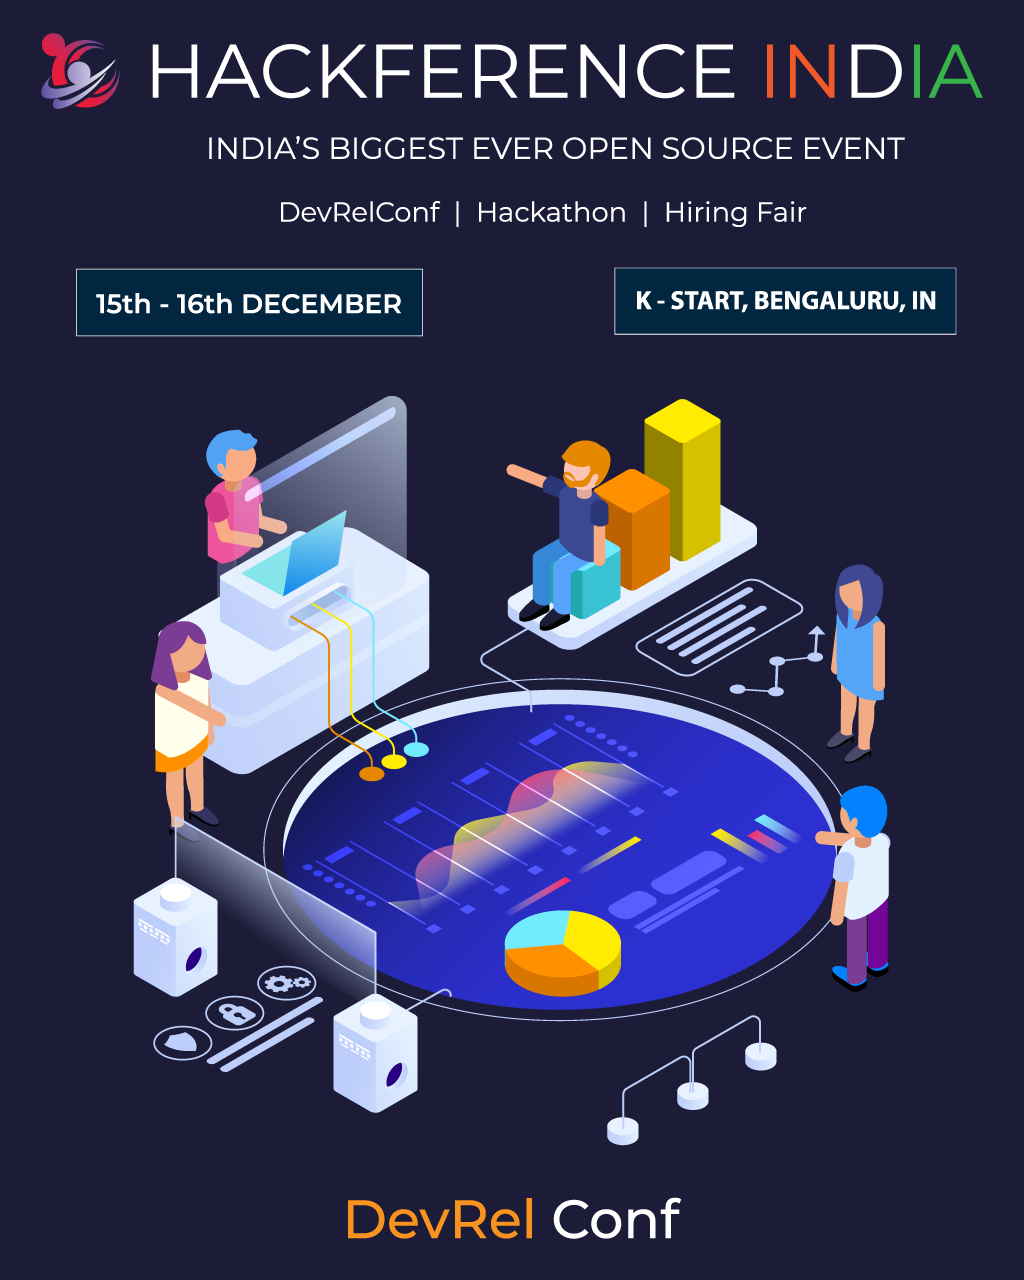 HACKFERENCE INDIA
INDIA'S BIGGEST EVER OPEN SOURCE EVENT
DevRelConf | Hackathon | Hiring Fair
15th - 16th DECEMBER
K - START, BENGALURU, IN
DevRel Conf